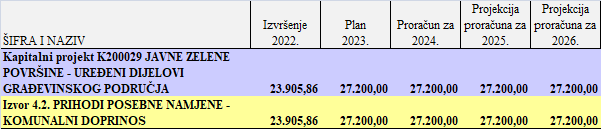 ŠIFRA I NAZIV
Izvršenje 2022.
Plan 2023.
Proračun za 2024.
Projekcija proračuna za 2025.
Projekcija proračuna za 2026.
Kapitalni projekt K200029 JAVNE ZELENE
POVRŠINE - UREĐENI DIJELOVI
GRAĐEVINSKOG PODRUČJA 23.905,86 27.200,00 27.200,00 27.200,00 27.200,00
Izvor 4.2. PRIHODI POSEBNE NAMJENE -
KOMUNALNI DOPRINOS 23.905,86 27.200,00 27.200,00 27.200,00 27.200,00